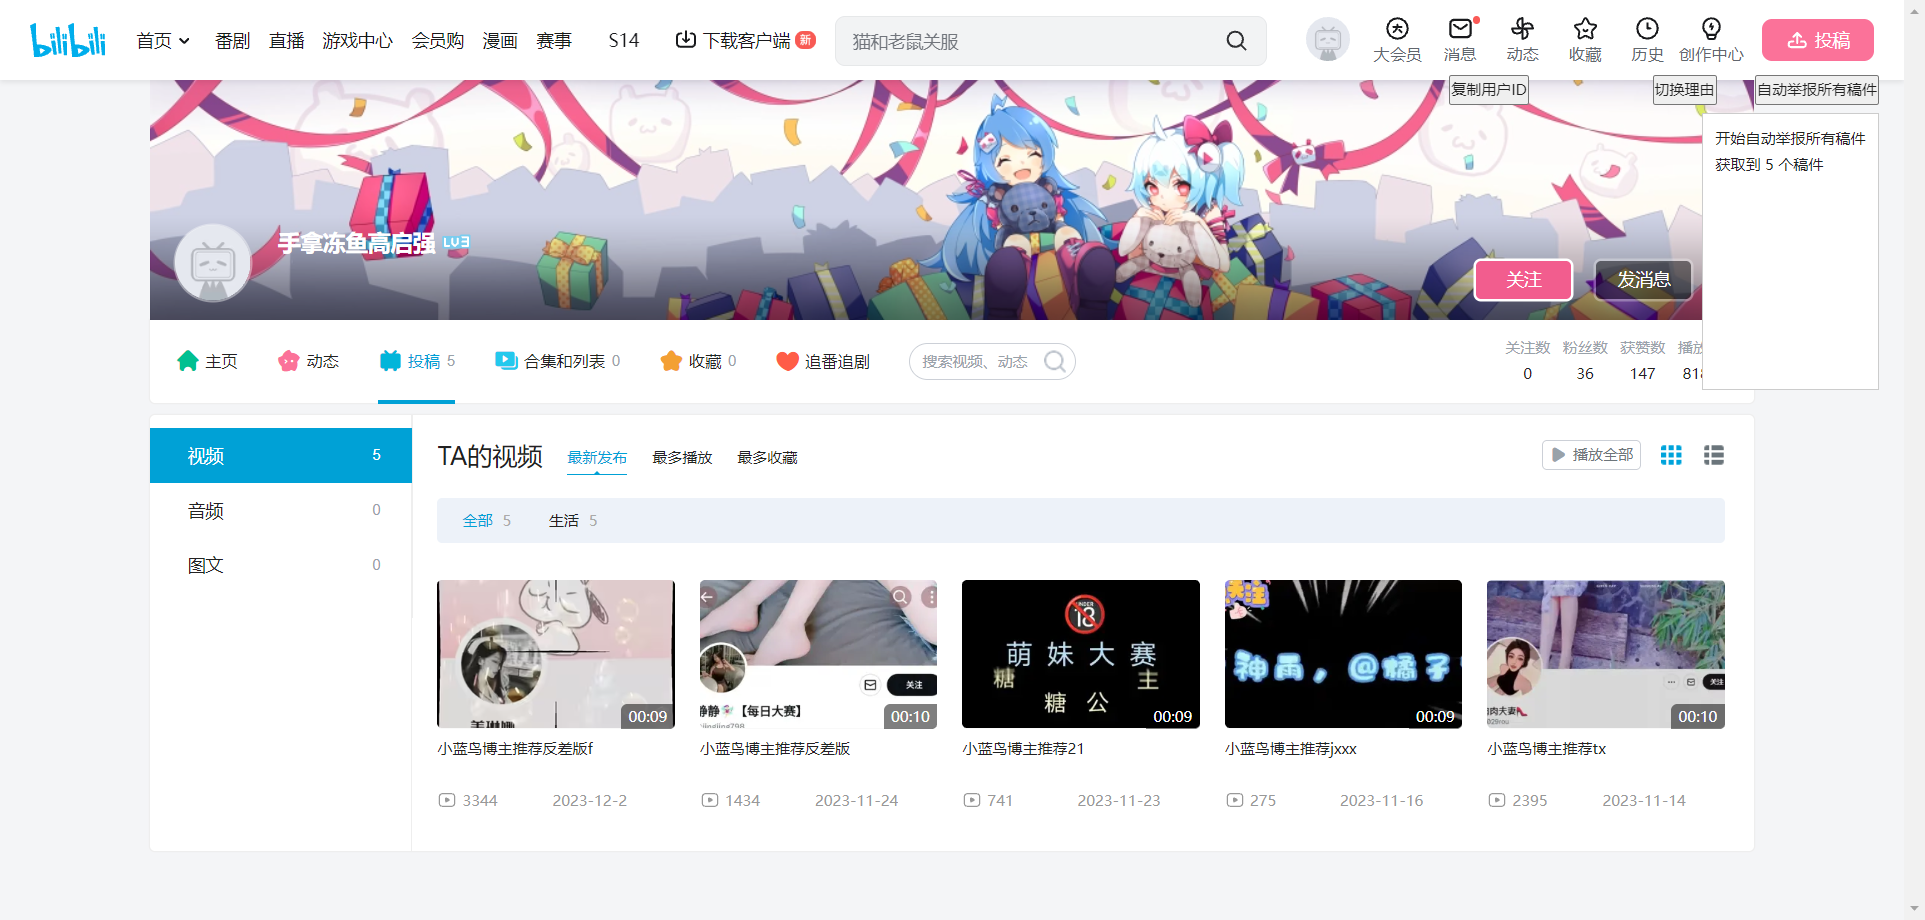 bilibili 首页 番剧 直播 游戏中心 会员购 漫画 赛事 S14 下载客户端 新 猫和老鼠关服 大会员 消息 动态 收藏 历史 创作中心 投稿
复制用户ID 切换理由 自动举报所有稿件
开始自动举报所有稿件
获取到 5 个稿件
手拿冻鱼高启强 LV3
关注 发消息
主页 动态 投稿 5 合集和列表 0 收藏 0 追番追剧 搜索视频、动态
关注数 粉丝数 获赞数 播放
0 36 147 818
视频 5
音频 0
图文 0
TA的视频 最新发布 最多播放 最多收藏 播放全部
全部 5 生活 5
00:09
小蓝鸟博主推荐反差版f
3344 2023-12-2
关注
静静 【每日大赛】
00:10
小蓝鸟博主推荐反差版
1434 2023-11-24
UNDER
18
萌妹大赛
糖 主
糖公
00:09
小蓝鸟博主推荐21
741 2023-11-23
关注
神雨，@橘子
00:09
小蓝鸟博主推荐jxxx
275 2023-11-16
关注
肉夫妻
029rou
00:10
小蓝鸟博主推荐tx
2395 2023-11-14